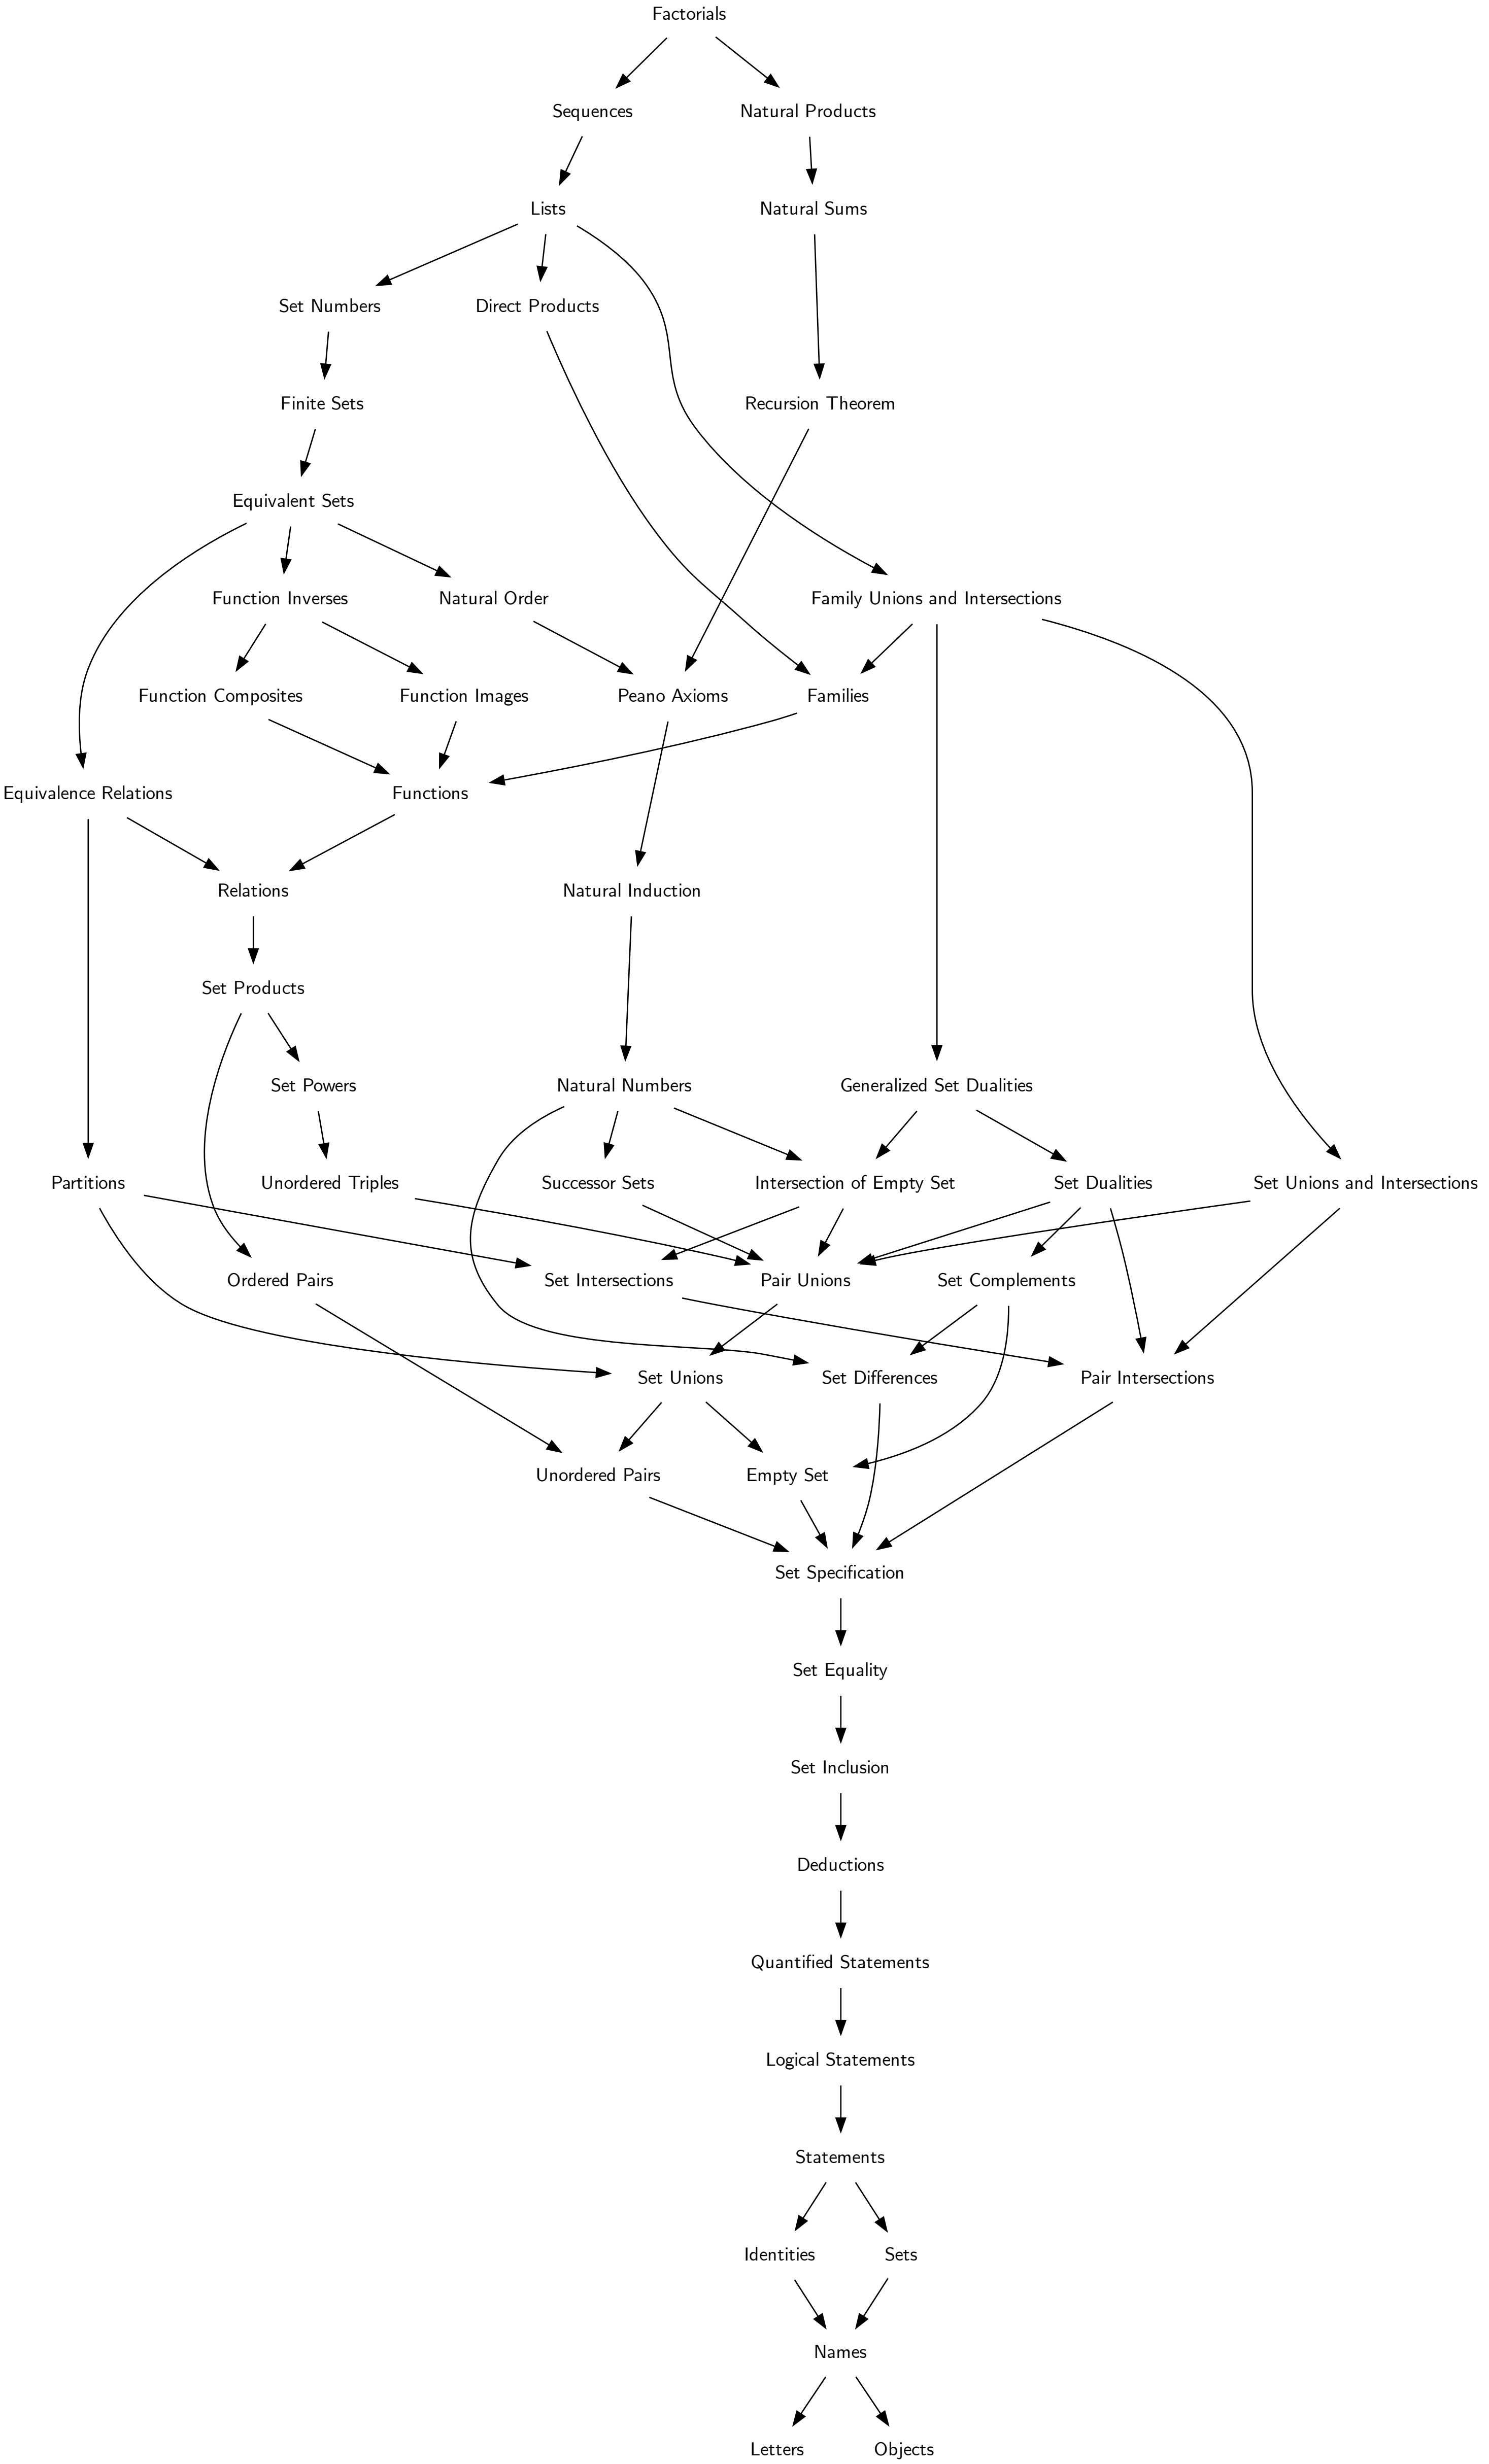 Factorials
Sequences
Natural Products
Lists
Natural Sums
Set Numbers
Direct Products
Finite Sets
Recursion Theorem
Equivalent Sets
Function Inverses
Natural Order
Family Unions and Intersections
Function Composites
Function Images
Peano Axioms
Families
Equivalence Relations
Functions
Relations
Natural Induction
Set Products
Set Powers
Natural Numbers
Generalized Set Dualities
Partitions
Unordered Triples
Successor Sets
Intersection of Empty Set
Set Dualities
Set Unions and Intersections
Ordered Pairs
Set Intersections
Pair Unions
Set Complements
Set Unions
Set Differences
Pair Intersections
Unordered Pairs
Empty Set
Set Specification
Set Equality
Set Inclusion
Deductions
Quantified Statements
Logical Statements
Statements
Identities
Sets
Names
Letters
Objects